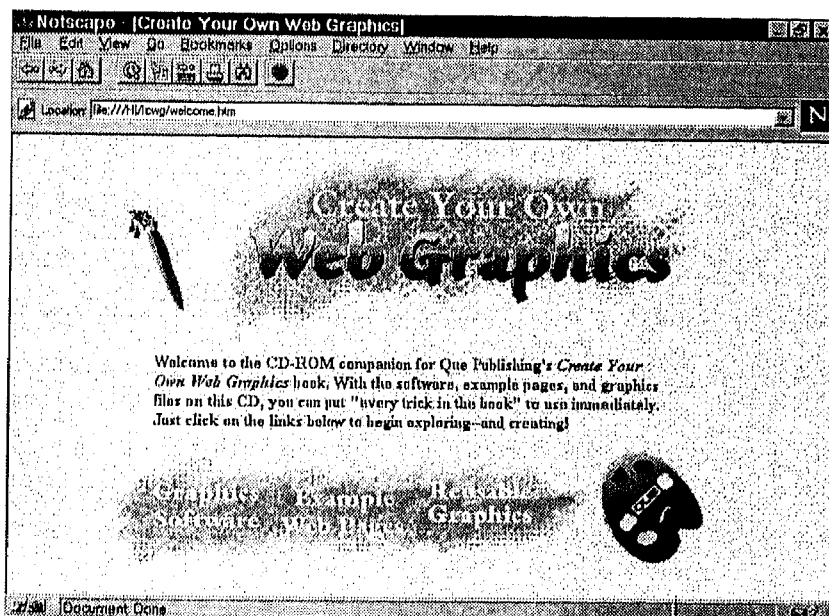 Netscape - [Create Your Own Web Graphics]
File Edit View Go Bookmarks Options Directory Window Help
Location: file:///H|/1cwg/welcome.htm
N
Create Your Own
Web Graphics
Welcome to the CD-ROM companion for Que Publishing's Create Your
Own Web Graphics book. With the software, example pages, and graphics
files on this CD, you can put "every trick in the book" to use immediately.
Just click on the links below to begin exploring--and creating!
Graphics Example Reusable
Software Web Pages Graphics
Document Done